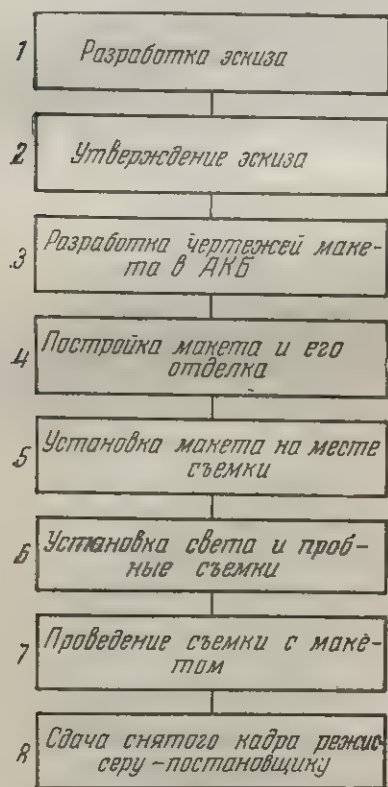 1 Разработка эскиза
2 Утверждение эскиза
3 Разработка чертежей маке-
та в АКБ
4 Постройка макета и его
отделка
5 Установка макета на месте
съемки
6 Установка света и проб-
ные съемки
7 Проведение съемки с маке-
том
8 Сдача снятого кадра режис-
серу-постановщику